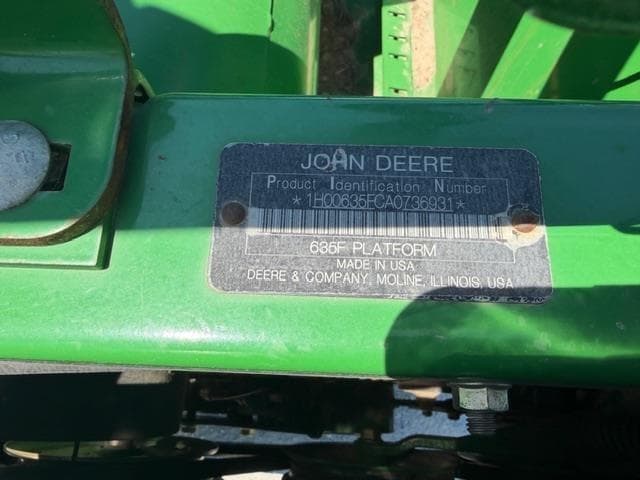 JOHN DEERE
Product Identification Number
*1H00635FCA0736931*
635F PLATFORM
MADE IN USA
DEERE & COMPANY, MOLINE, ILLINOIS, USA